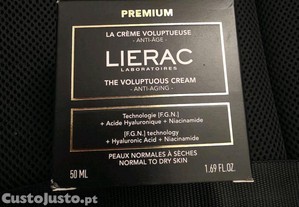 PREMIUM
LA CRÈME VOLUPTUEUSE
- ANTI-ÂGE -
LIERAC
LABORATOIRES
THE VOLUPTUOUS CREAM
- ANTI-AGING -
Technologie [F.G.N.]
+ Acide Hyaluronique + Niacinamide
[F.G.N.] technology
+ Hyaluronic Acid + Niacinamide
PEAUX NORMALES À SÈCHES
NORMAL TO DRY SKIN
50 ML
1.69 FL.OZ.
CustoJusto.pt